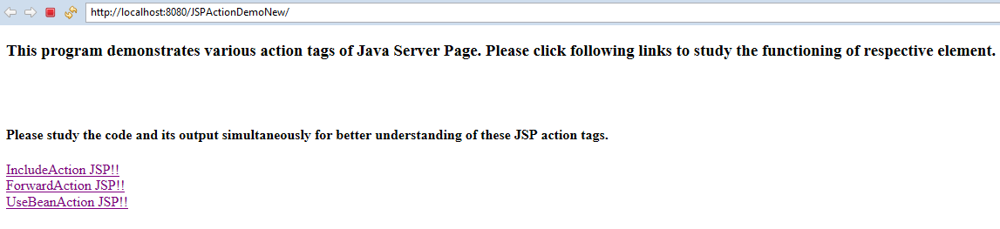 http://localhost:8080/JSPActionDemoNew/
This program demonstrates various action tags of Java Server Page. Please click following links to study the functioning of respective element.
Please study the code and its output simultaneously for better understanding of these JSP action tags.
IncludeAction JSP!!
ForwardAction JSP!!
UseBeanAction JSP!!